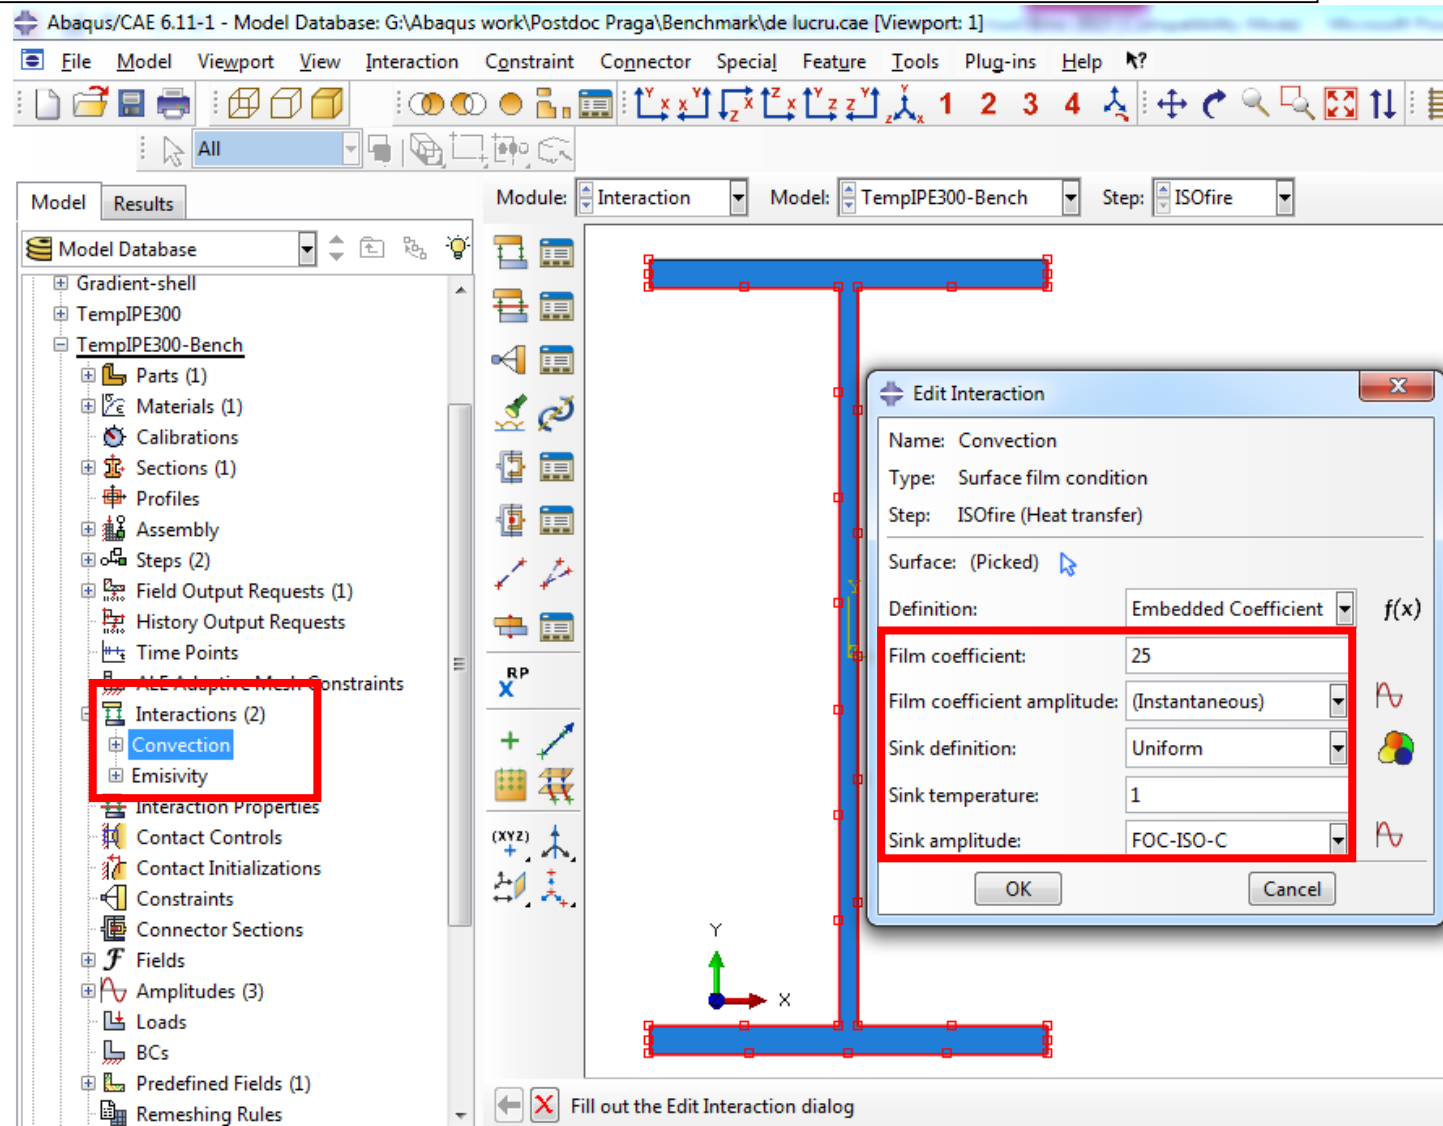 Abaqus/CAE 6.11-1 - Model Database: G:\Abaqus work\Postdoc Praga\Benchmark\de lucru.cae [Viewport: 1]
File Model Viewport View Interaction Constraint Connector Special Feature Tools Plug-ins Help ?
1 2 3 4
All
Model Results
Module: Interaction Model: TempIPE300-Bench Step: ISOfire
Model Database
Gradient-shell
TempIPE300
TempIPE300-Bench
Parts (1)
Materials (1)
Calibrations
Sections (1)
Profiles
Assembly
Steps (2)
Field Output Requests (1)
History Output Requests
Time Points
ALE Adaptive Mesh Constraints
Interactions (2)
Convection
Emisivity
Interaction Properties
Contact Controls
Contact Initializations
Constraints
Connector Sections
Fields
Amplitudes (3)
Loads
BCs
Predefined Fields (1)
Remeshing Rules
RP
(XYZ)
Y
X
Edit Interaction
Name: Convection
Type: Surface film condition
Step: ISOfire (Heat transfer)
Surface: (Picked)
Definition: Embedded Coefficient f(x)
Film coefficient: 25
Film coefficient amplitude: (Instantaneous)
Sink definition: Uniform
Sink temperature: 1
Sink amplitude: FOC-ISO-C
OK Cancel
Fill out the Edit Interaction dialog